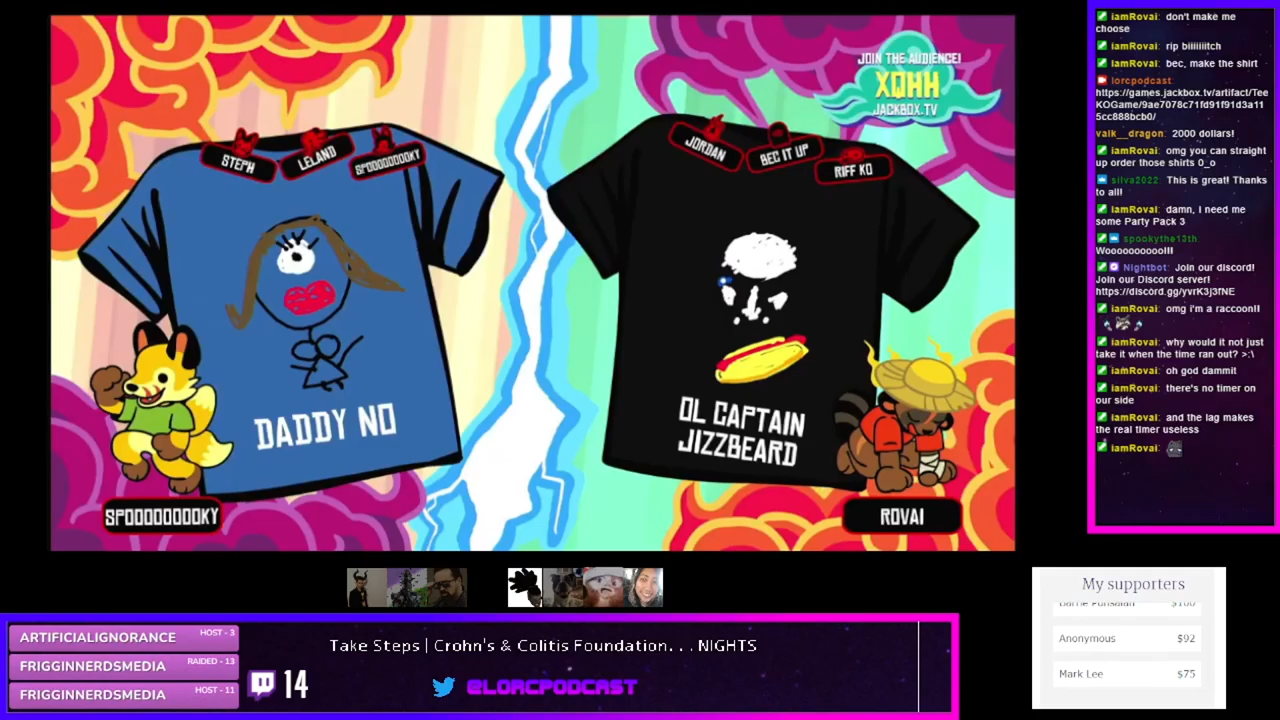 JOIN THE AUDIENCE!
XQHH
JACKBOX.TV
STEPH
LELAND
SPOOOOOOOKY
JORDAN
BEC IT UP
RIFF KO
DADDY NO
OL CAPTAIN
JIZZBEARD
SPOOOOOOOKY
ROVAI
iamRovai: don't make me
choose
iamRovai: rip biiiiiiitch
iamRovai: bec, make the shirt
lorcpodcast:
https://games.jackbox.tv/artifact/Tee
KOGame/9ae7078c71fd91f91d3a11
5cc888bcb0/
valk__dragon: 2000 dollars!
iamRovai: omg you can straight
up order those shirts 0_o
silva2022: This is great! Thanks
to all!
iamRovai: damn, I need me
some Party Pack 3
spookythe13th:
Woooooooool!!
Nightbot: Join our discord!
Join our Discord server!
https://discord.gg/yvrK3j3fNE
iamRovai: omg i'm a raccoon!!
iamRovai: why would it not just
take it when the time ran out? >:\
iamRovai: oh god dammit
iamRovai: there's no timer on
our side
iamRovai: and the lag makes
the real timer useless
iamRovai:
My supporters
$100
Anonymous $92
Mark Lee $75
ARTIFICIALIGNORANCE HOST - 3
FRIGGINNERDSMEDIA RAIDED - 13
FRIGGINNERDSMEDIA HOST - 11
14
Take Steps | Crohn's & Colitis Foundation. . . NIGHTS
@LORCPODCAST